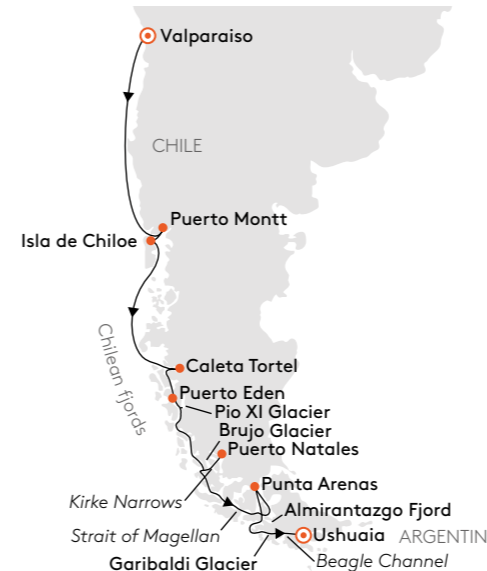 Valparaiso
CHILE
Puerto Montt
Isla de Chiloe
Chilean fjords
Caleta Tortel
Puerto Eden
Pio XI Glacier
Brujo Glacier
Puerto Natales
Kirke Narrows
Punta Arenas
Almirantazgo Fjord
Strait of Magellan
Ushuaia
ARGENTIN
Garibaldi Glacier
Beagle Channel